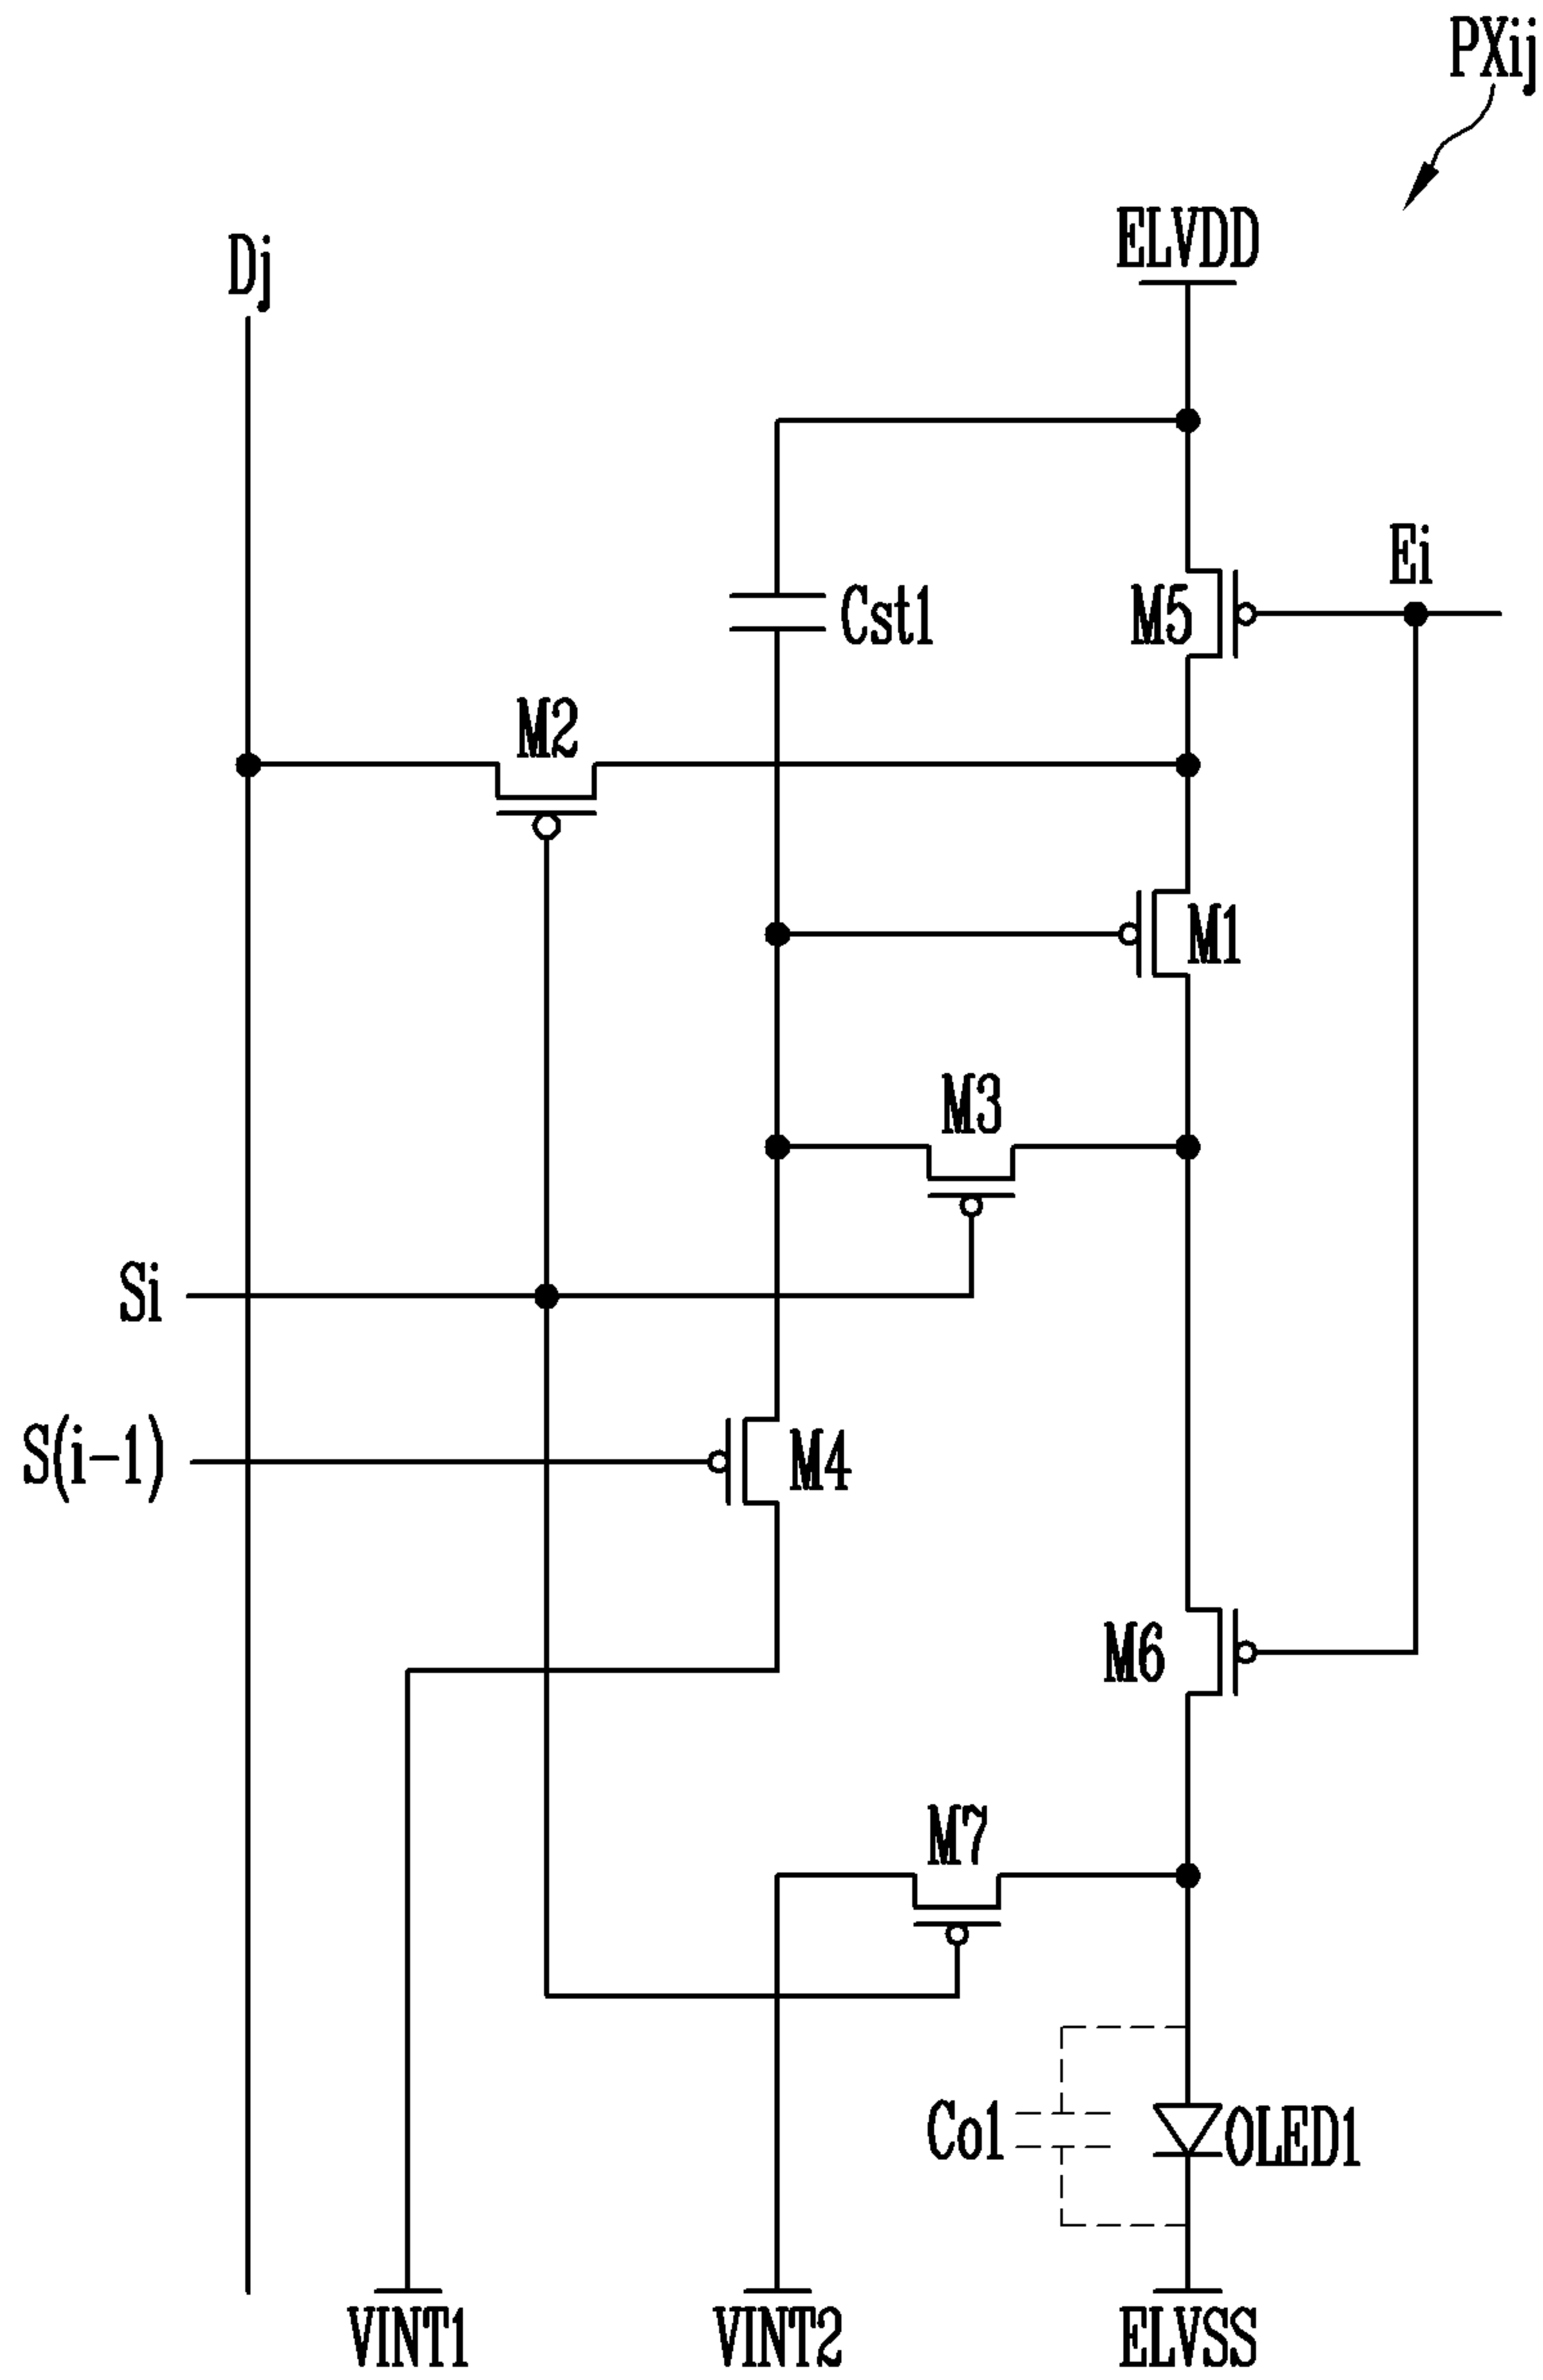 PXij
ELVDD
Dj
Ei
Cst1
M5
M2
M1
M3
Si
S(i-1)
M4
M6
M7
Co1
OLED1
VINT1
VINT2
ELVSS